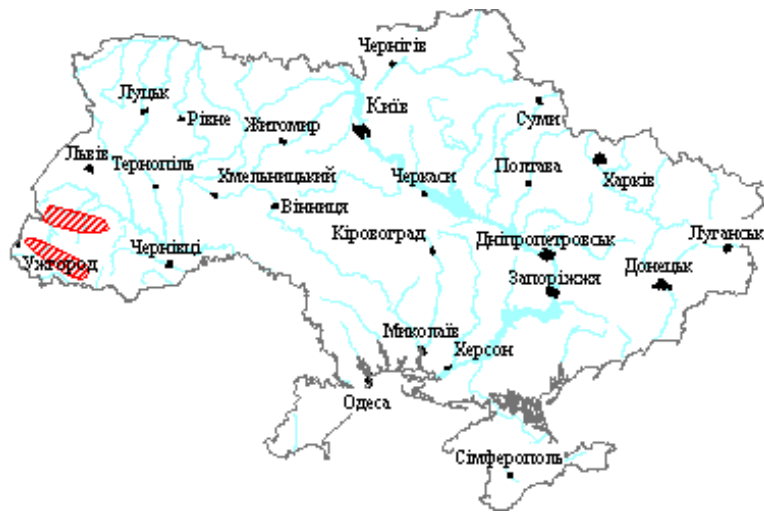 Чернігів
Луцьк
Рівне
Київ
Суми
Житомир
Львів
Тернопіль
Хмельницький
Вінниця
Черкаси
Полтава
Харків
Ужгород
Чернівці
Кіровоград
Дніпропетровськ
Луганськ
Запоріжжя
Донецьк
Миколаїв
Херсон
Одеса
Сімферополь